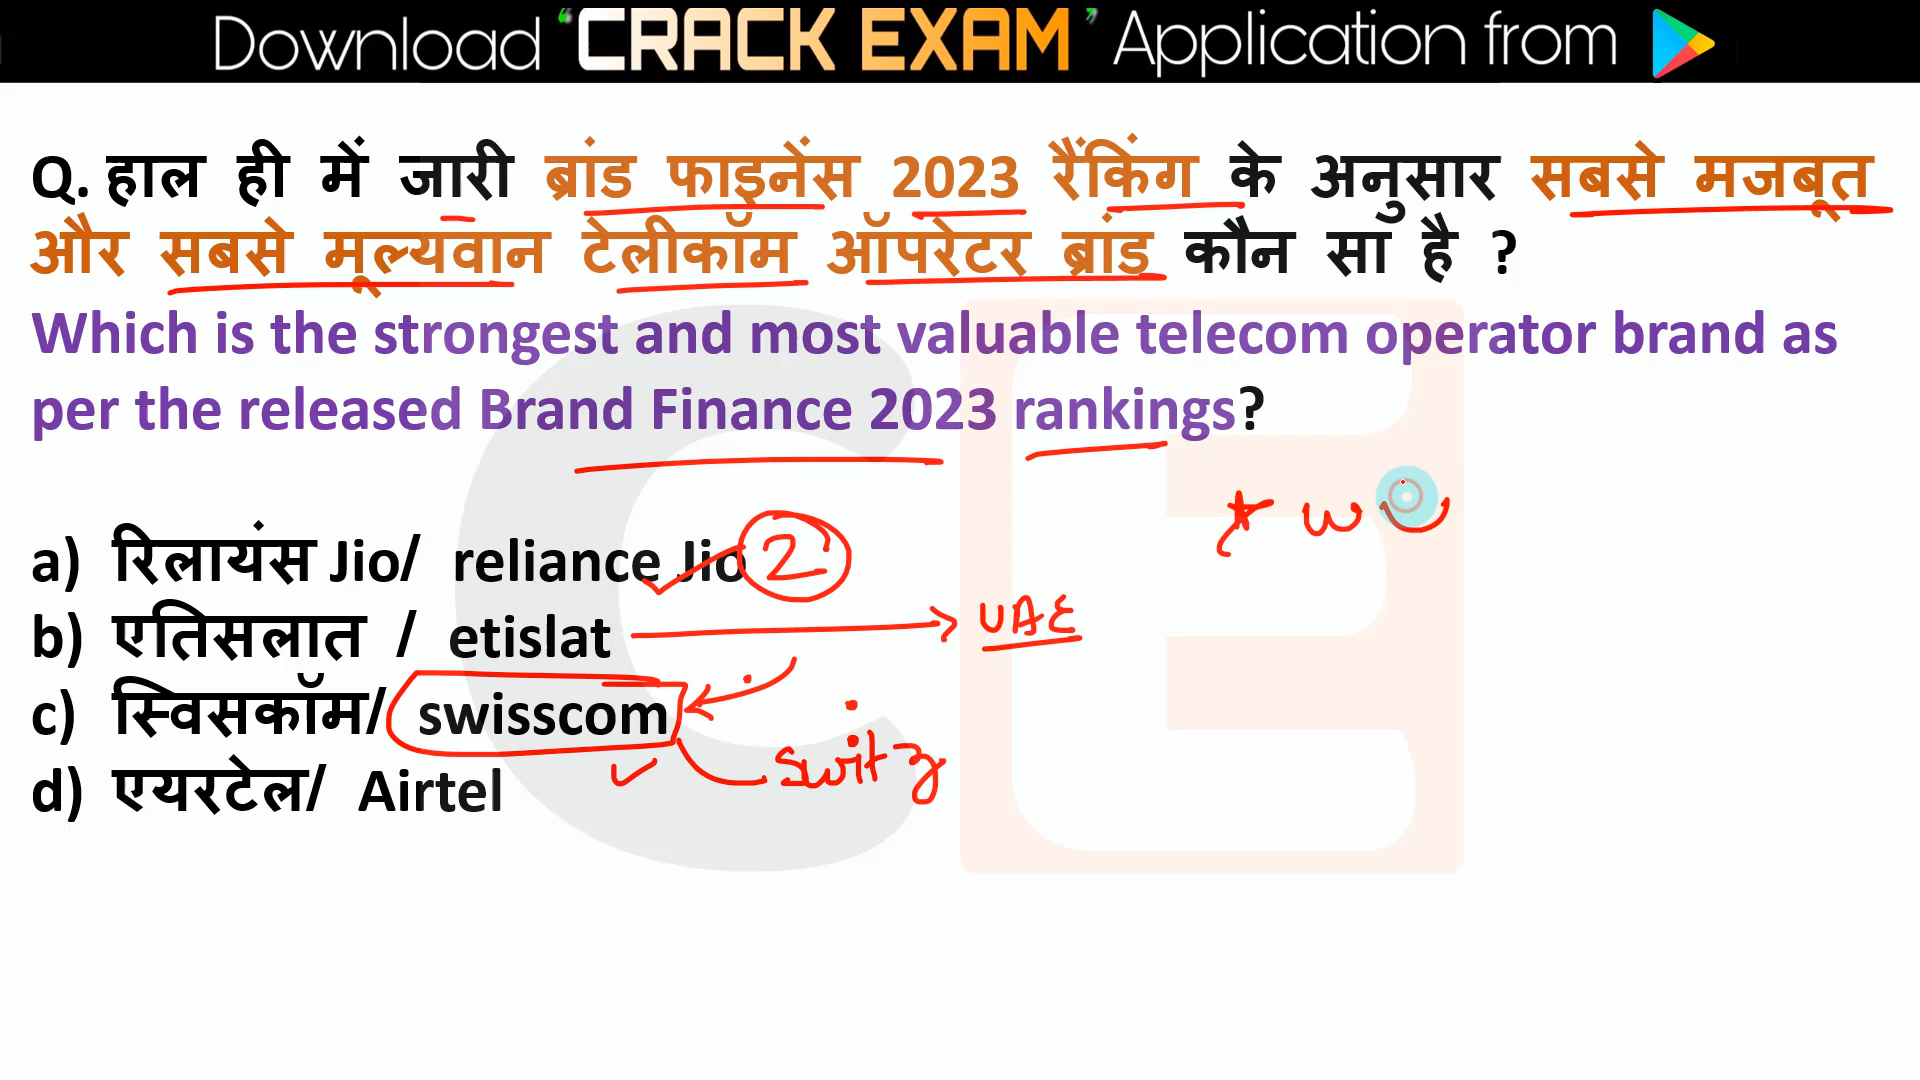 Download ‘CRACK EXAM’ Application from
Q. हाल ही में जारी ब्रांड फाइनेंस 2023 रैंकिंग के अनुसार सबसे मजबूत
और सबसे मूल्यवान टेलीकॉम ऑपरेटर ब्रांड कौन सा है ?
Which is the strongest and most valuable telecom operator brand as
per the released Brand Finance 2023 rankings?
* w
a) रिलायंस Jio/ reliance Jio 2
b) एतिसलात / etislat UAE
c) स्विसकॉम/ swisscom
switz
d) एयरटेल/ Airtel